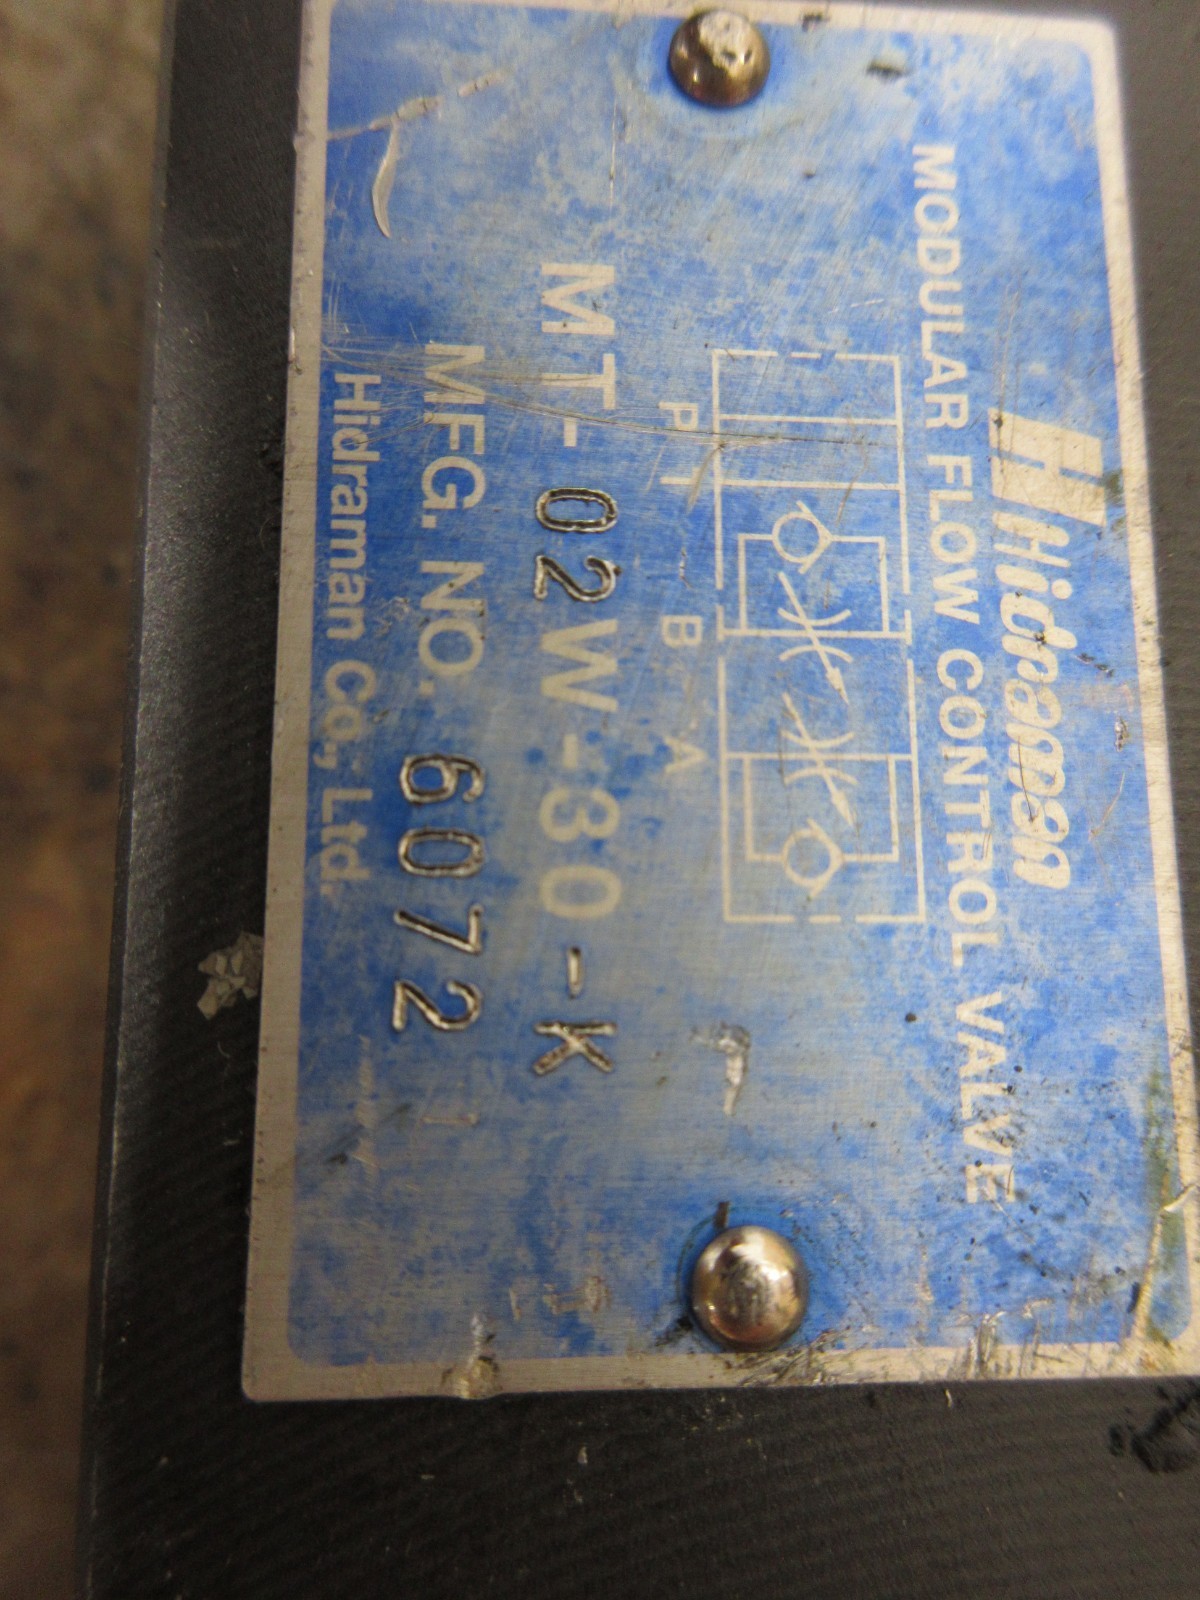 Hidraman
MODULAR FLOW CONTROL VALVE
P T B A
MT-02W-30-K
MFG. NO. 6072
Hidraman Co., Ltd.